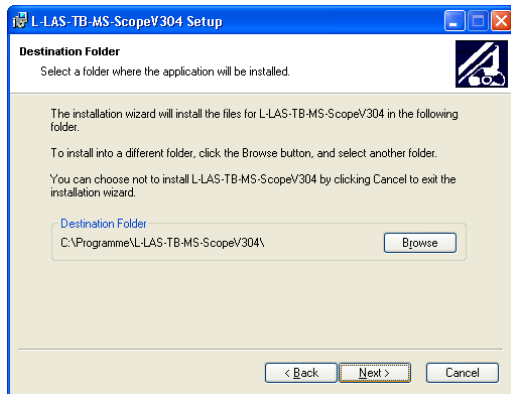 L-LAS-TB-MS-ScopeV304 Setup
Destination Folder
Select a folder where the application will be installed.
The installation wizard will install the files for L-LAS-TB-MS-ScopeV304 in the following
folder.
To install into a different folder, click the Browse button, and select another folder.
You can choose not to install L-LAS-TB-MS-ScopeV304 by clicking Cancel to exit the
installation wizard.
Destination Folder
C:\Programme\L-LAS-TB-MS-ScopeV304\
Browse
< Back
Next >
Cancel